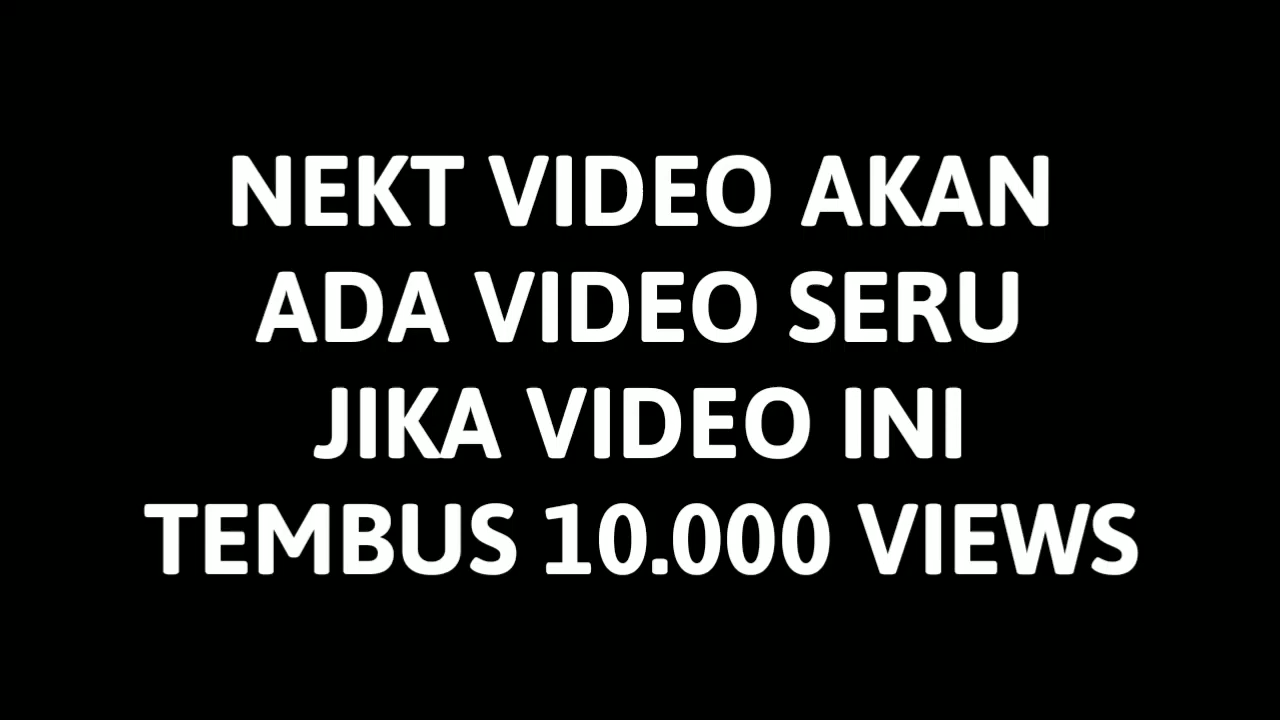 NEKT VIDEO AKAN
ADA VIDEO SERU
JIKA VIDEO INI
TEMBUS 10.000 VIEWS